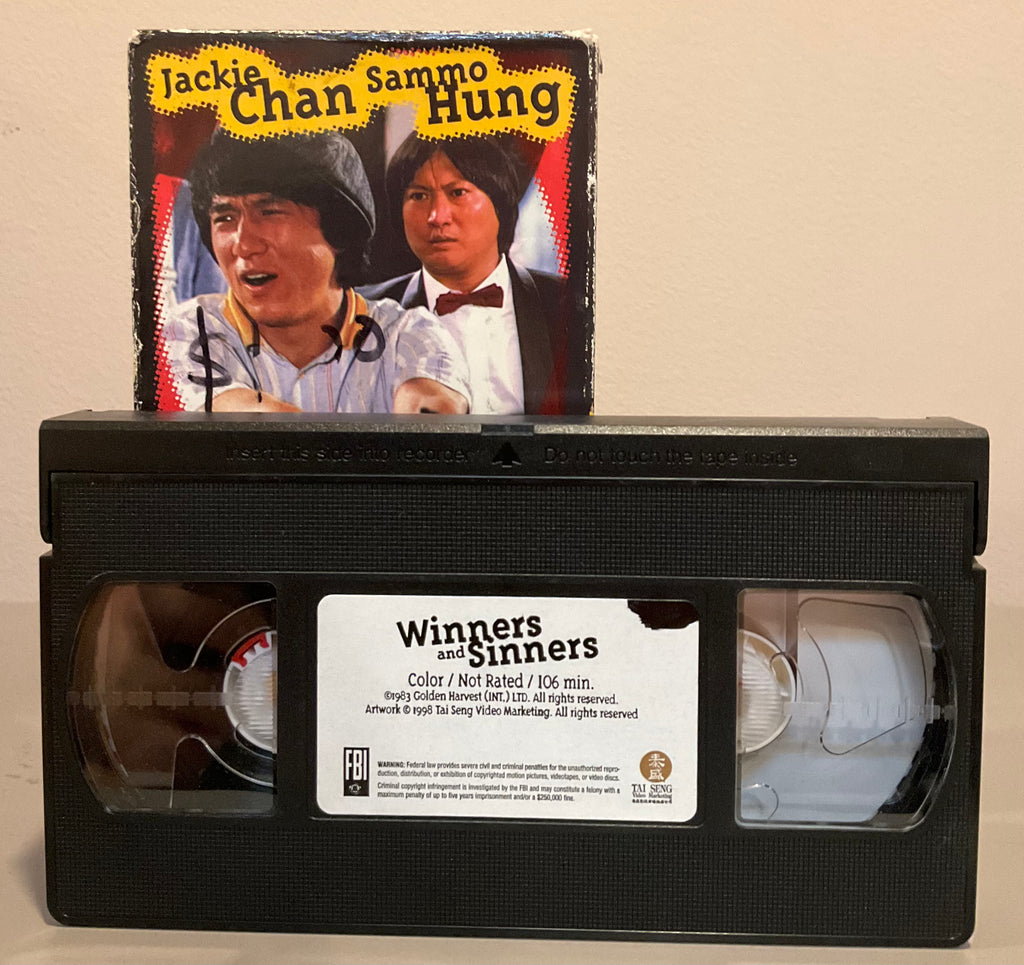 Jackie Chan
Sammo Hung
$1.00
Insert this side into recorder
Do not touch the tape inside
Winners
and Sinners
Color / Not Rated / 106 min.
©1983 Golden Harvest (INT.) LTD. All rights reserved.
Artwork © 1998 Tai Seng Video Marketing. All rights reserved
FBI
WARNING: Federal law provides severe civil and criminal penalties for the unauthorized repro-
duction, distribution, or exhibition of copyrighted motion pictures, videotapes, or video discs.
Criminal copyright infringement is investigated by the FBI and may constitute a felony with a
maximum penalty of up to five years imprisonment and/or a $250,000 fine.
泰盛
TAI SENG
Video Marketing